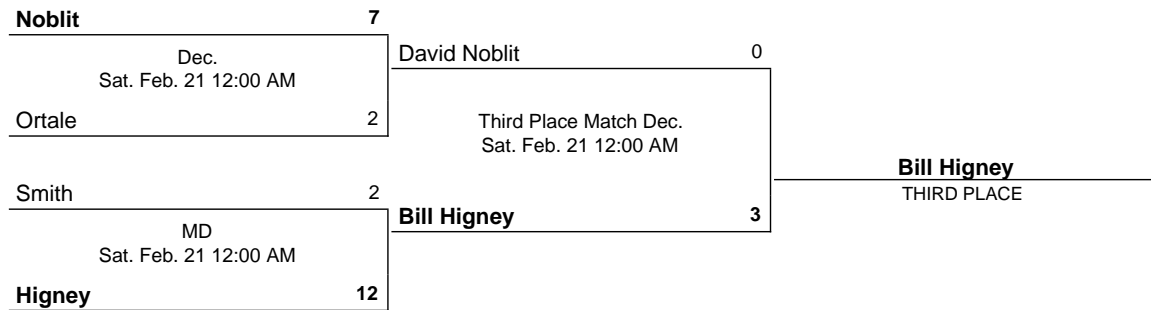 Noblit 7
Dec.
Sat. Feb. 21 12:00 AM
Ortale 2
David Noblit 0
Third Place Match Dec.
Sat. Feb. 21 12:00 AM
Bill Higney
THIRD PLACE
Smith 2
Bill Higney 3
MD
Sat. Feb. 21 12:00 AM
Higney 12